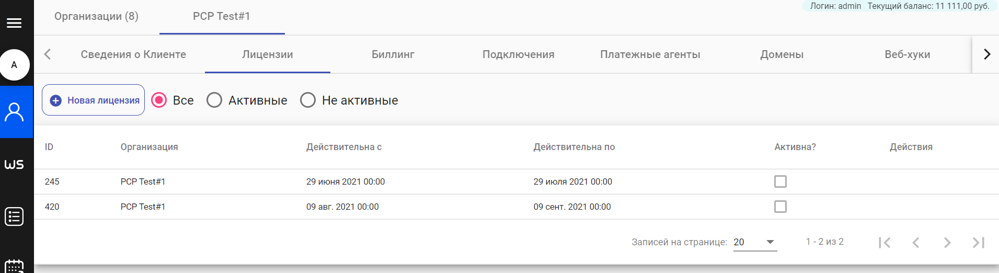 Логин: admin Текущий баланс: 11 111,00 руб.
Организации (8) PCP Test#1
Сведения о Клиенте Лицензии Биллинг Подключения Платежные агенты Домены Веб-хуки
A
Новая лицензия Все Активные Не активные
ID Организация Действительна с Действительна по Активна? Действия
245 PCP Test#1 29 июня 2021 00:00 29 июля 2021 00:00
WS
420 PCP Test#1 09 авг. 2021 00:00 09 сент. 2021 00:00
Записей на странице: 20 1 - 2 из 2